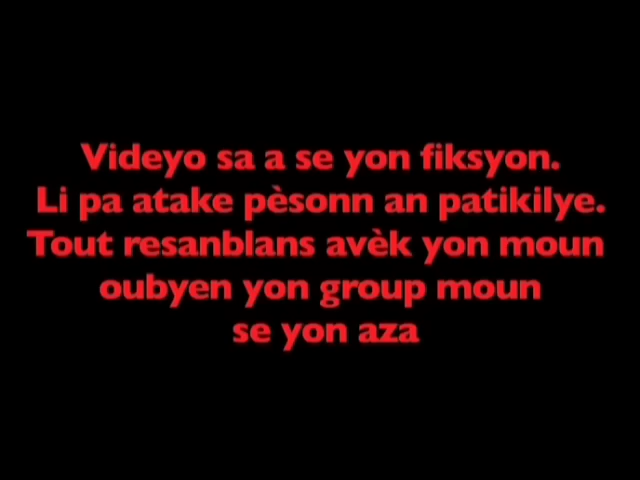 Videyo sa a se yon fiksyon.
Li pa atake pèsonn an patikilye.
Tout resanblans avèk yon moun
oubyen yon group moun
se yon aza